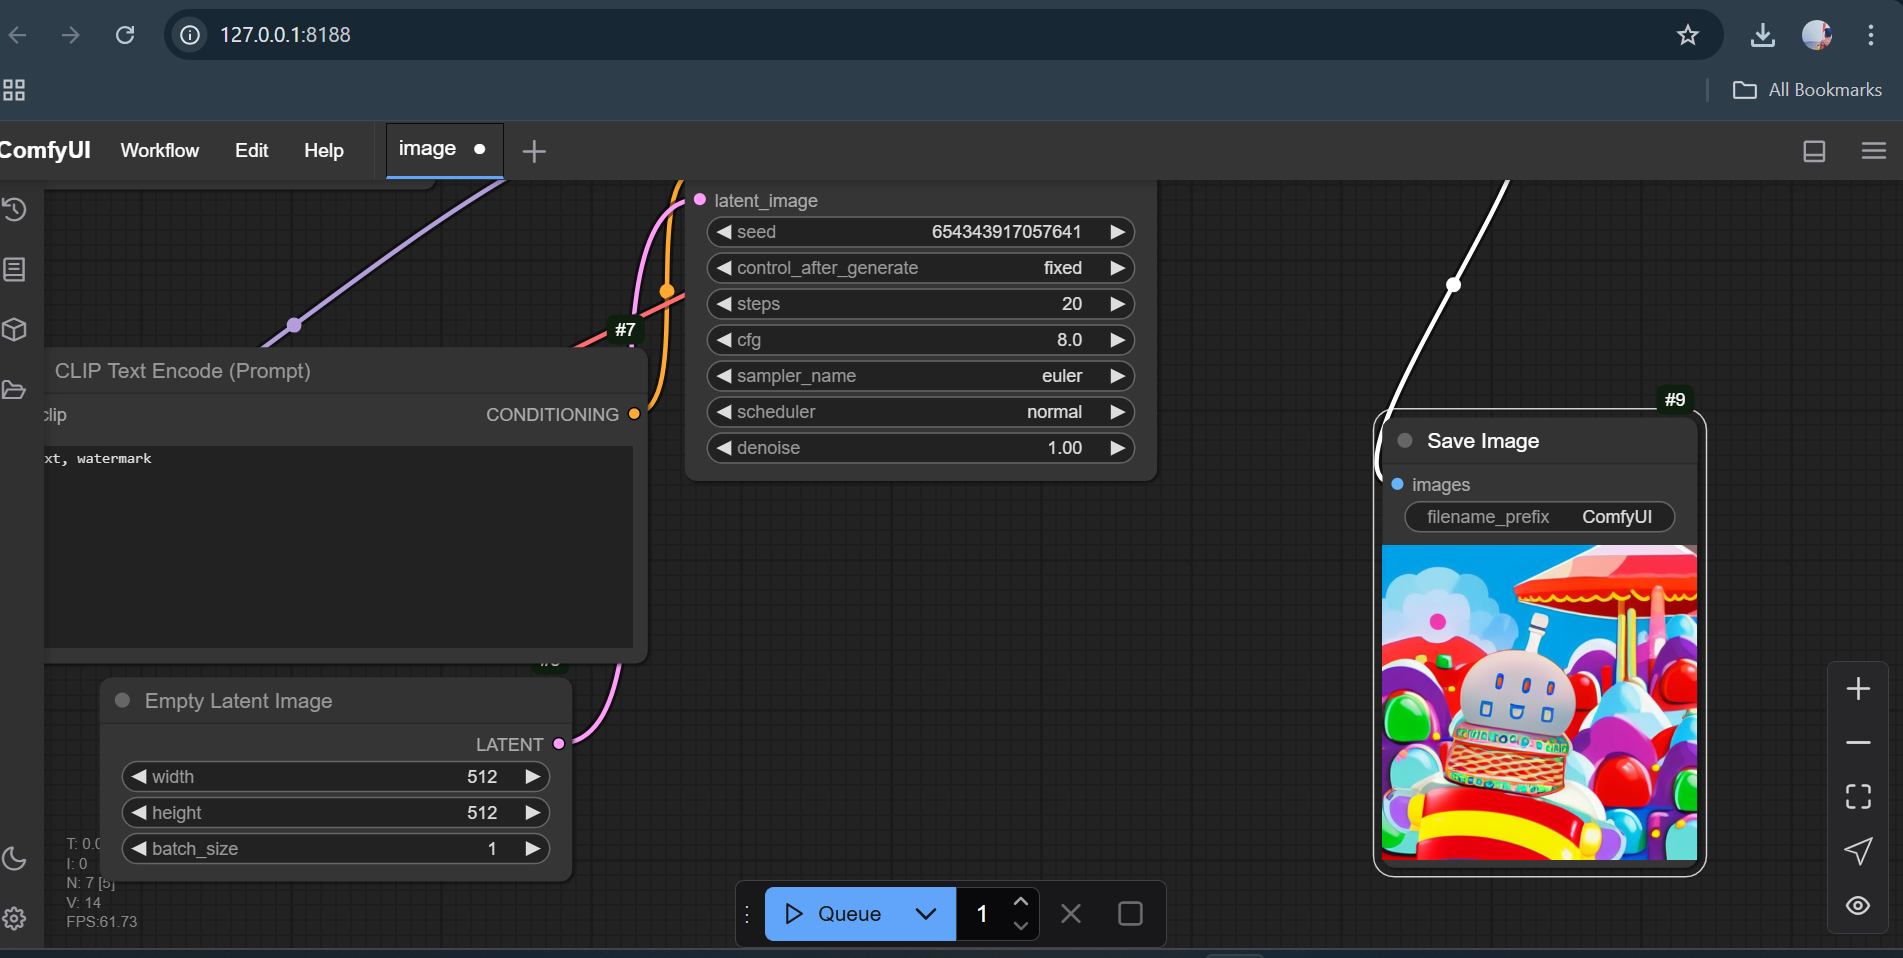 127.0.0.1:8188
All Bookmarks
ComfyUI Workflow Edit Help image
latent_image
seed 654343917057641
control_after_generate fixed
steps 20
#7
cfg 8.0
CLIP Text Encode (Prompt)
sampler_name euler
clip CONDITIONING
scheduler normal
denoise 1.00
xt, watermark
#9
Save Image
images
filename_prefix ComfyUI
Empty Latent Image
LATENT
width 512
height 512
batch_size 1
T: 0.0
I: 0
N: 7 [5]
V: 14
FPS:61.73
Queue 1